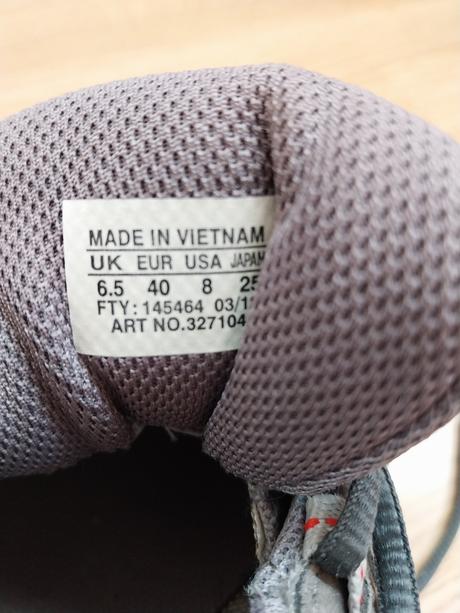 MADE IN VIETNAM
UK EUR USA JAPAN
6.5 40 8 25
FTY: 145464 03/1
ART NO.327104